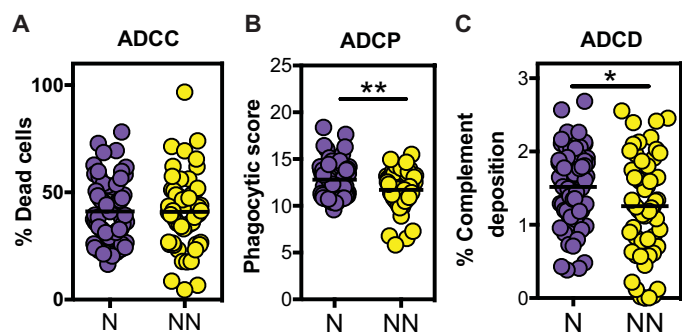 A
ADCC
% Dead cells
100
50
0
N
NN
B
ADCP
Phagocytic score
25
20
15
10
5
0
**
N
NN
C
ADCD
% Complement
deposition
3
2
1
0
*
N
NN